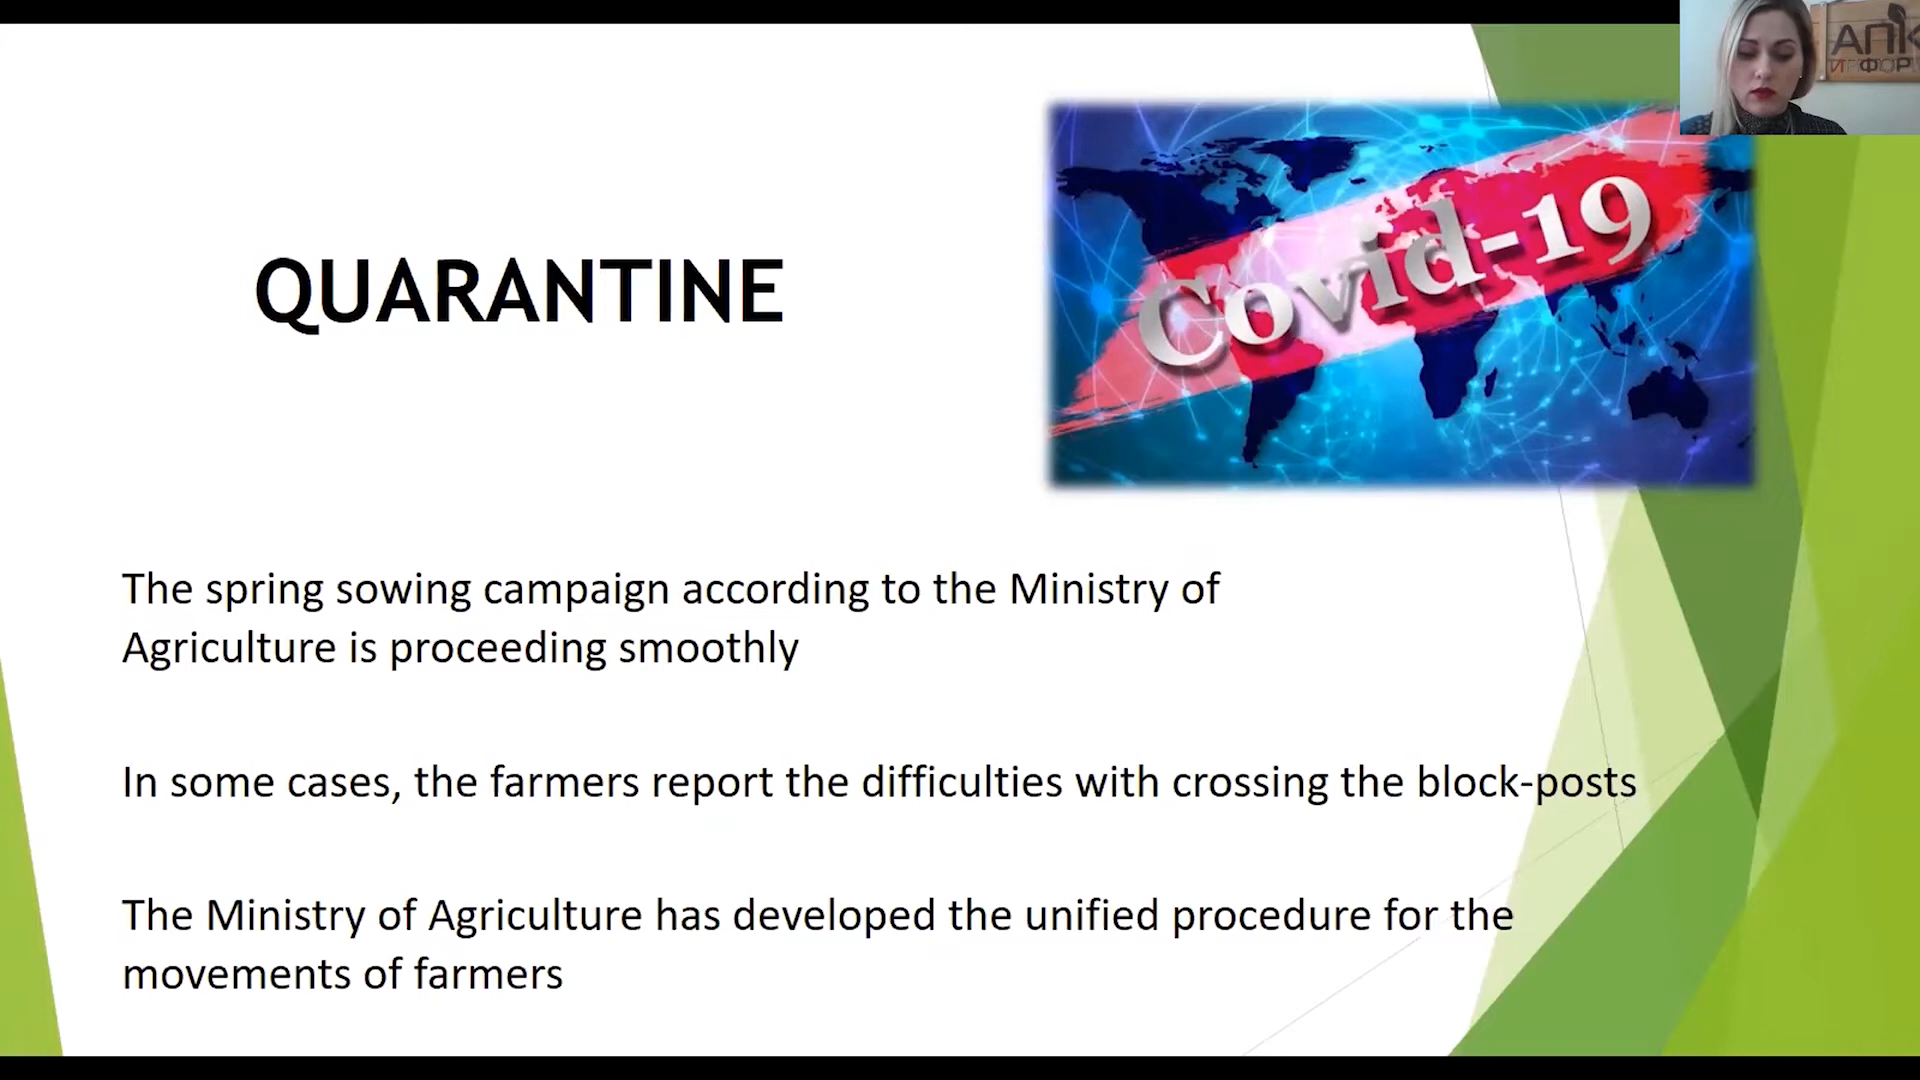 АПК
ИНФОР
QUARANTINE
Covid-19
The spring sowing campaign according to the Ministry of
Agriculture is proceeding smoothly
In some cases, the farmers report the difficulties with crossing the block-posts
The Ministry of Agriculture has developed the unified procedure for the
movements of farmers